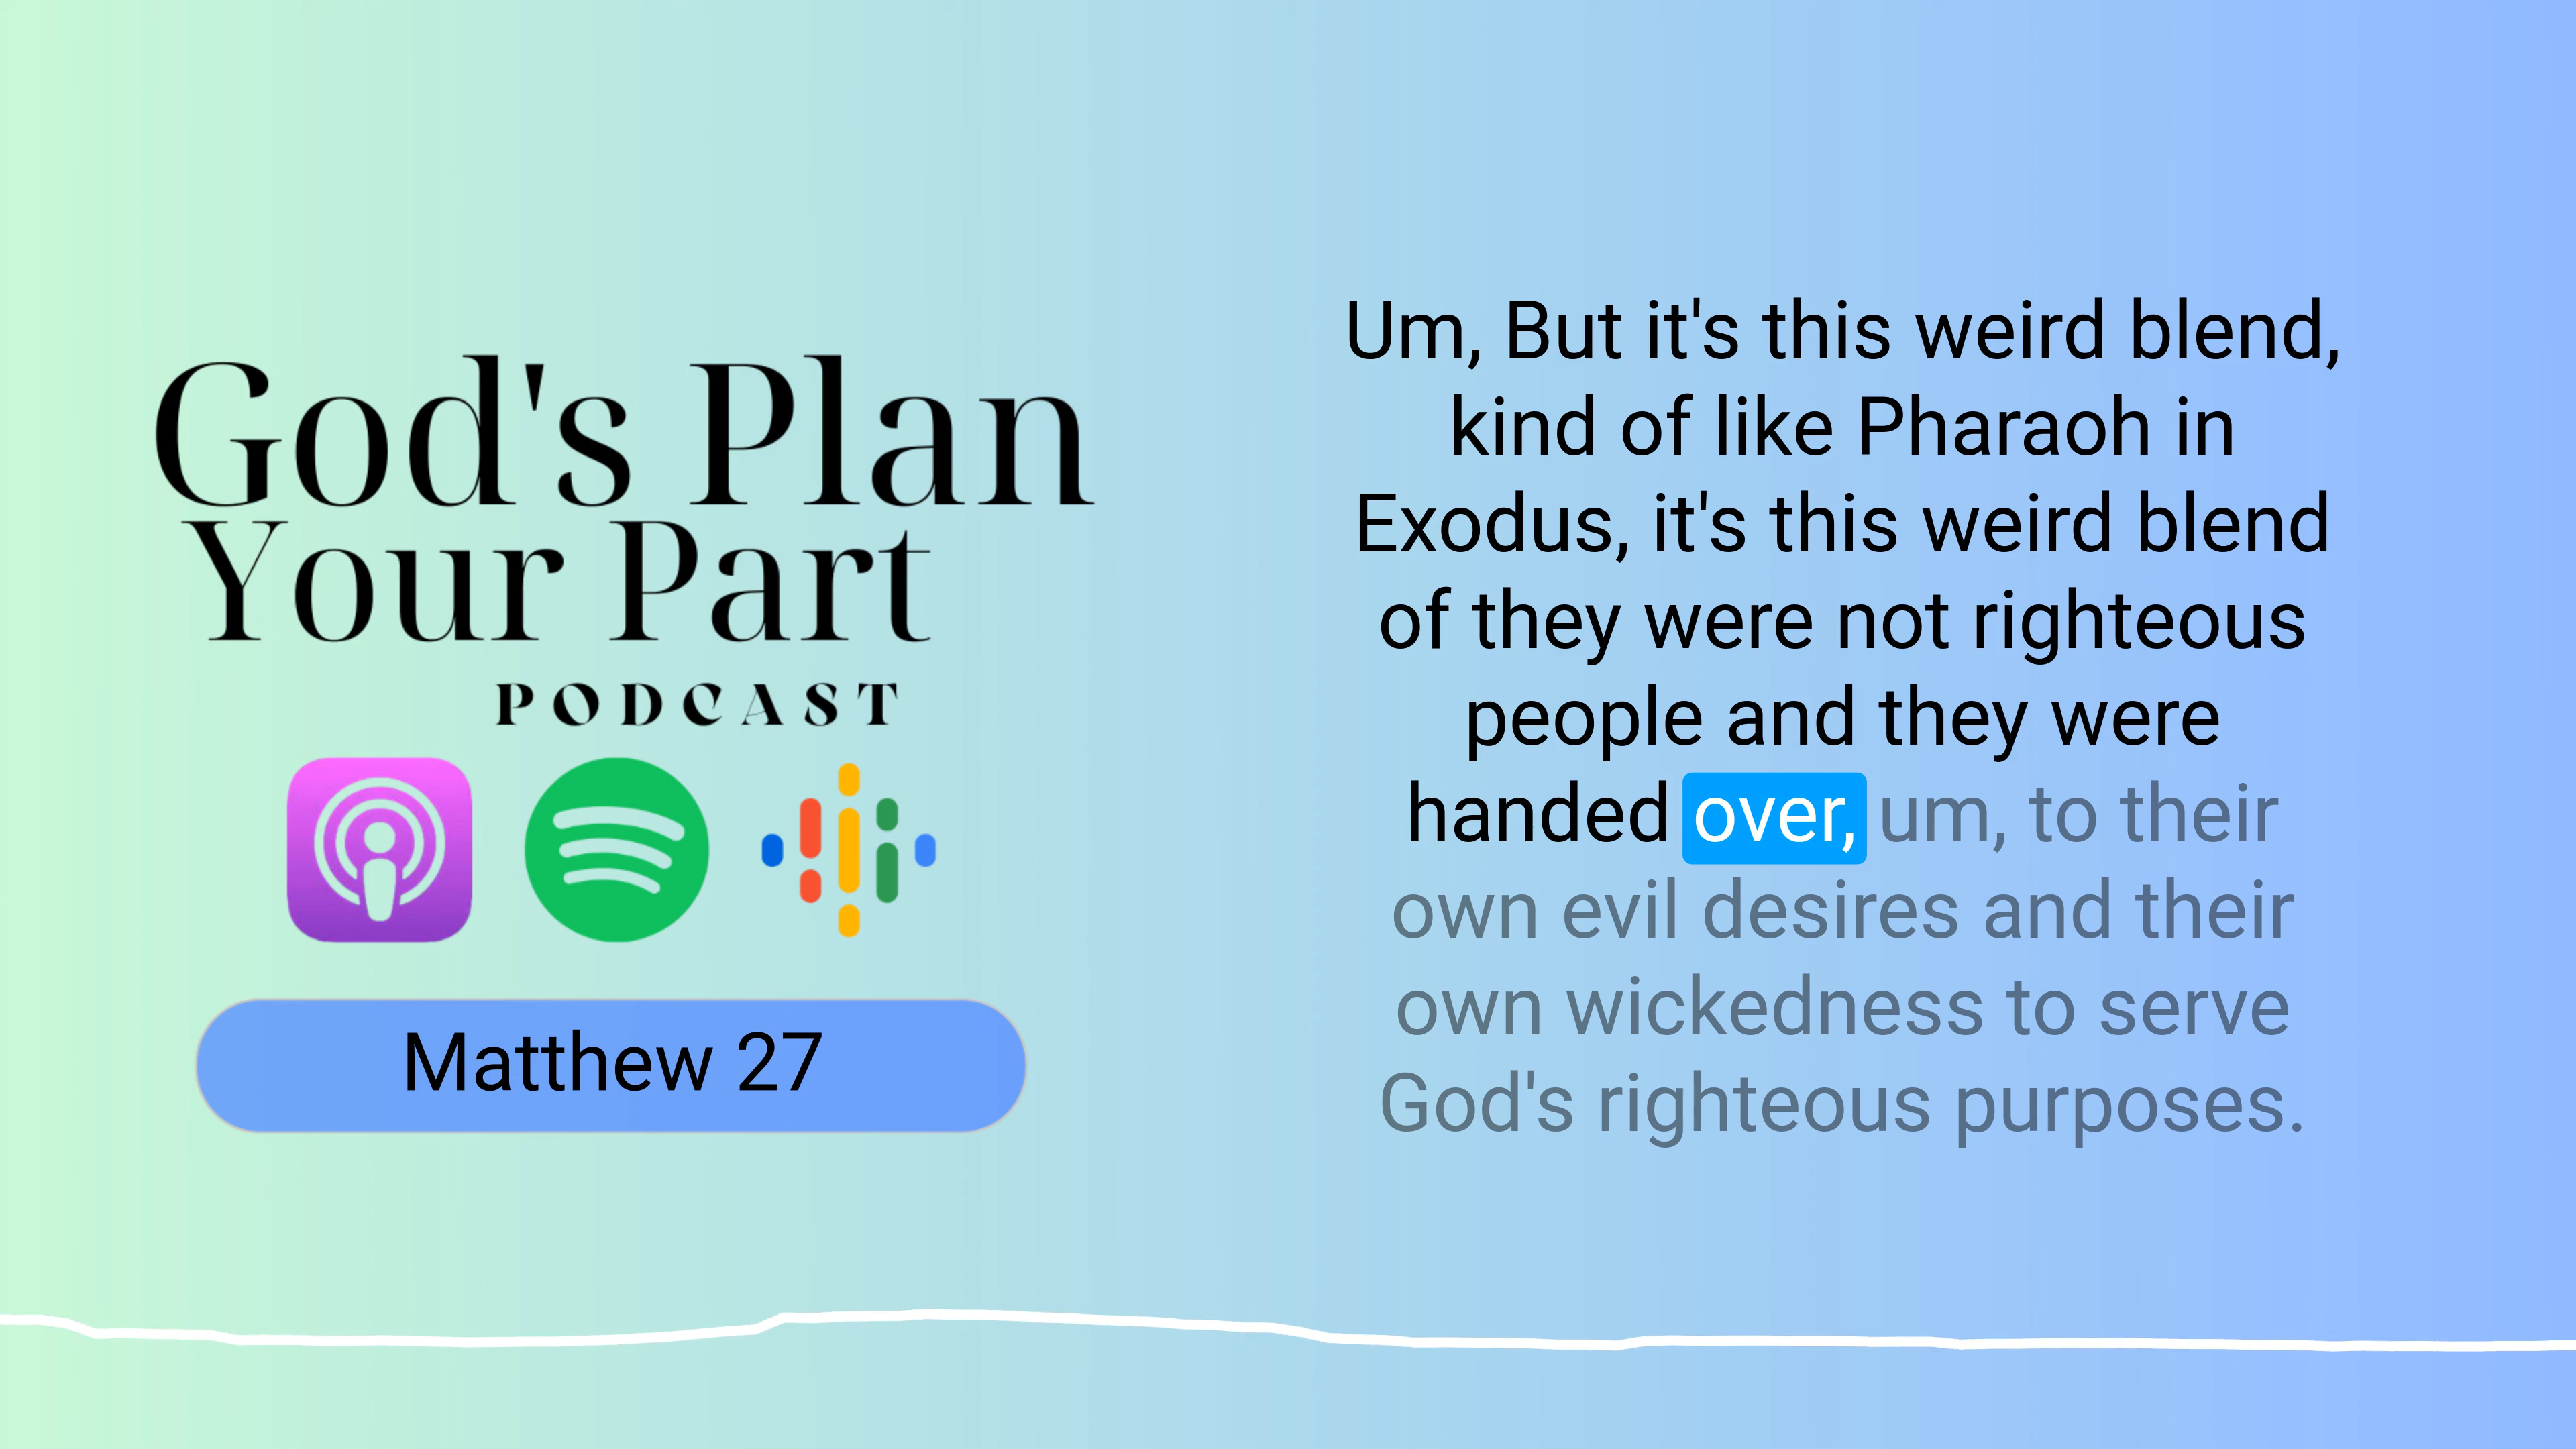 God's Plan
Your Part
PODCAST
Matthew 27
Um, But it's this weird blend,
kind of like Pharaoh in
Exodus, it's this weird blend
of they were not righteous
people and they were
handed over, um, to their
own evil desires and their
own wickedness to serve
God's righteous purposes.